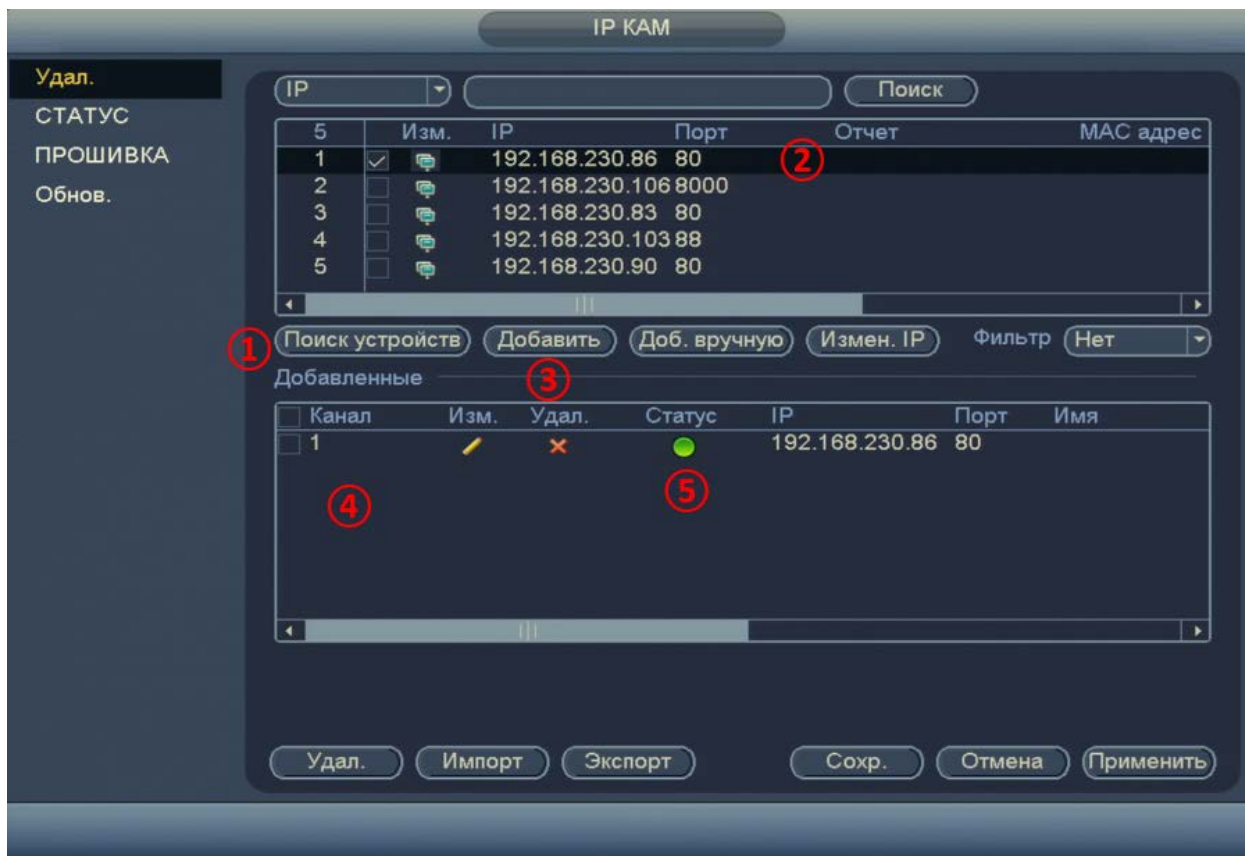 IP КАМ
Удал.
СТАТУС
ПРОШИВКА
Обнов.
IP Поиск
5 Изм. IP Порт Отчет MAC адрес
1 192.168.230.86 80 ②
2 192.168.230.106 8000
3 192.168.230.83 80
4 192.168.230.103 88
5 192.168.230.90 80
① Поиск устройств Добавить Доб. вручную Измен. IP Фильтр Нет
Добавленные ③
Канал Изм. Удал. Статус IP Порт Имя
1 192.168.230.86 80
④ ⑤
Удал. Импорт Экспорт Сохр. Отмена Применить